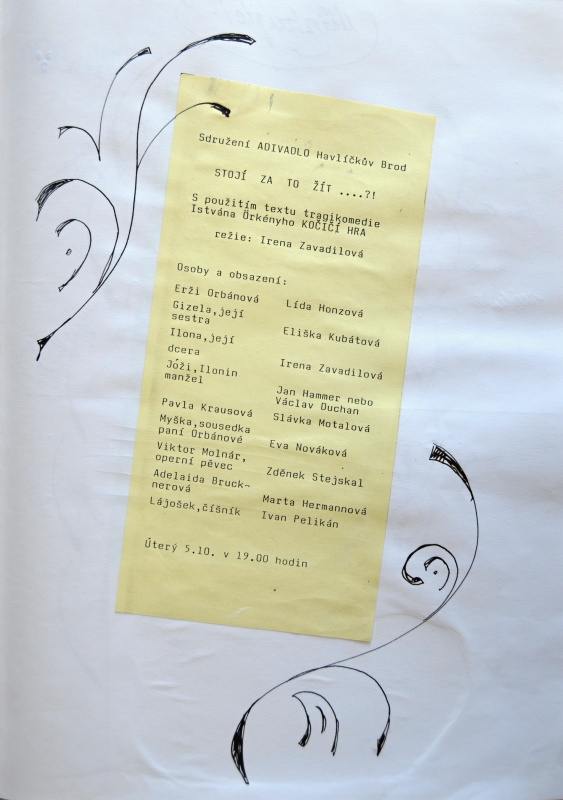 Sdružení ADIVADLO Havlíčkův Brod
STOJÍ ZA TO ŽÍT ....?!
S použitím textu tragikomedie
Istvána Örkényho KOČIČÍ HRA
režie: Irena Zavadilová
Osoby a obsazení:
Erži Orbánová Lída Honzová
Gizela,její
sestra Eliška Kubátová
Ilona,její
dcera Irena Zavadilová
Jóži,Ilonin Jan Hammer nebo
manžel Václav Duchan
Pavla Krausová Slávka Motalová
Myška,sousedka
paní Orbánové Eva Nováková
Viktor Molnár,
operní pěvec Zděnek Stejskal
Adelaida Bruck-
nerová Marta Hermannová
Lájošek,číšník Ivan Pelikán
Úterý 5.10. v 19.00 hodin